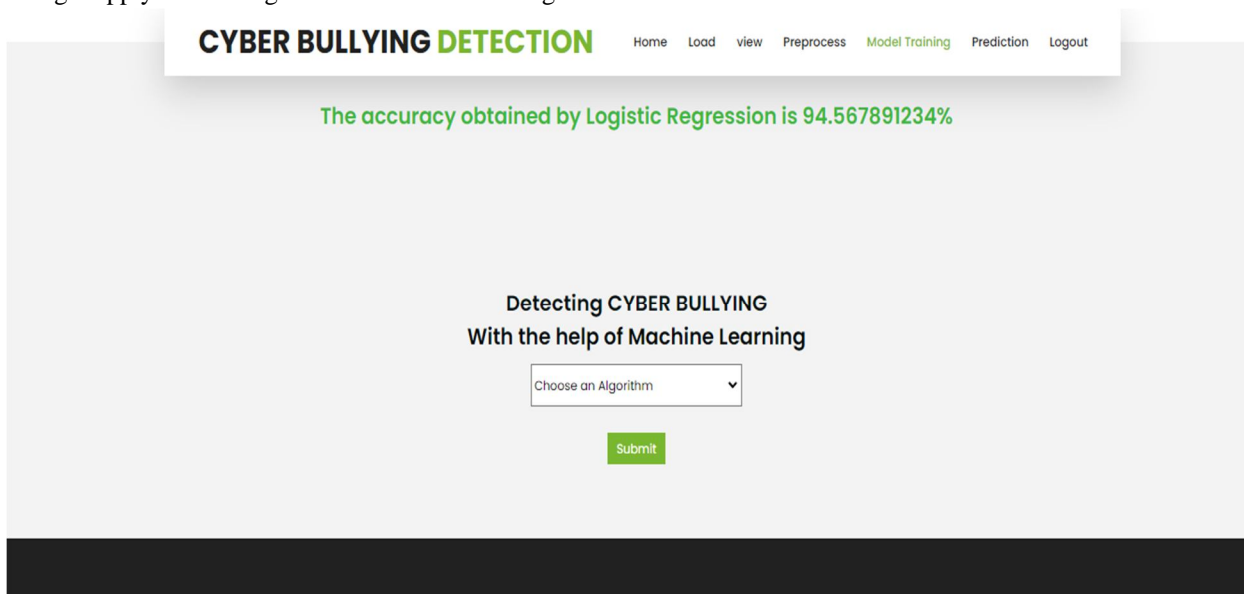 CYBER BULLYING DETECTION
Home Load view Preprocess Model Training Prediction Logout
The accuracy obtained by Logistic Regression is 94.567891234%
Detecting CYBER BULLYING
With the help of Machine Learning
Choose an Algorithm
Submit